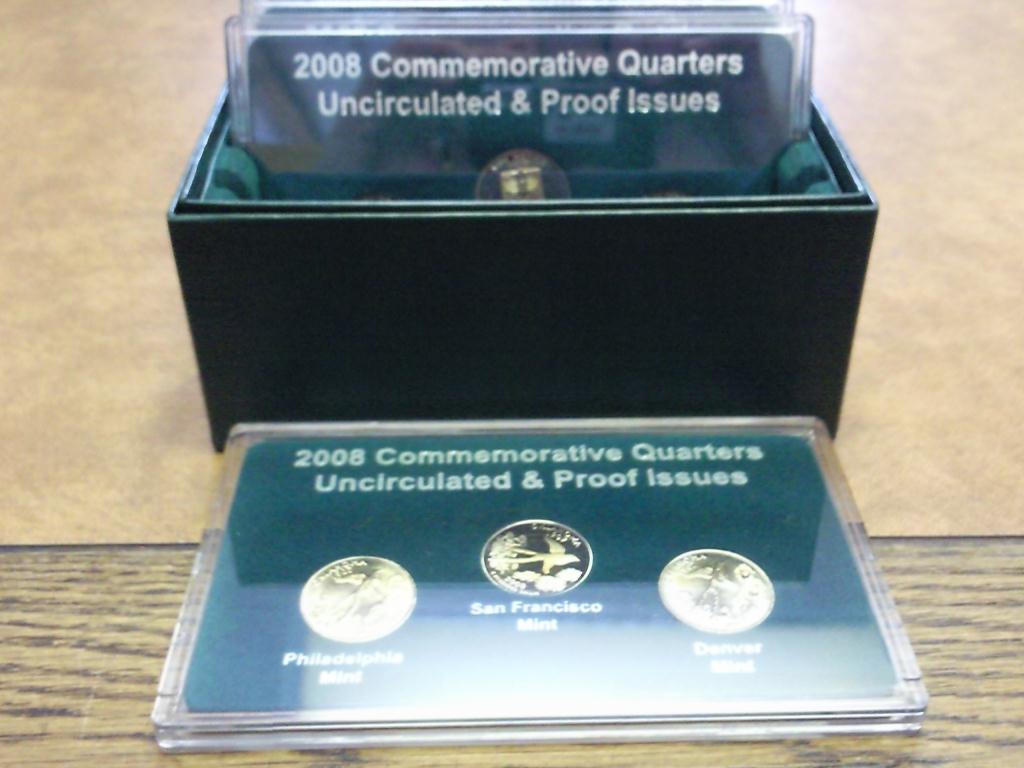 2008 Commemorative Quarters
Uncirculated & Proof Issues
2008 Commemorative Quarters
Uncirculated & Proof Issues
San Francisco
Mint
Philadelphia
Mint
Denver
Mint